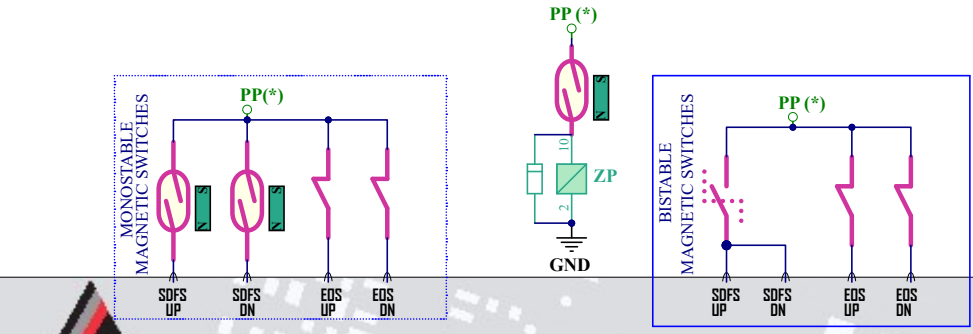 PP (*)
MONOSTABLE
MAGNETIC SWITCHES
PP(*)
S
N
S
N
SDFS
UP
SDFS
DN
EOS
UP
EOS
DN
S
N
10
ZP
2
GND
BISTABLE
MAGNETIC SWITCHES
PP (*)
SDFS
UP
SDFS
DN
EOS
UP
EOS
DN